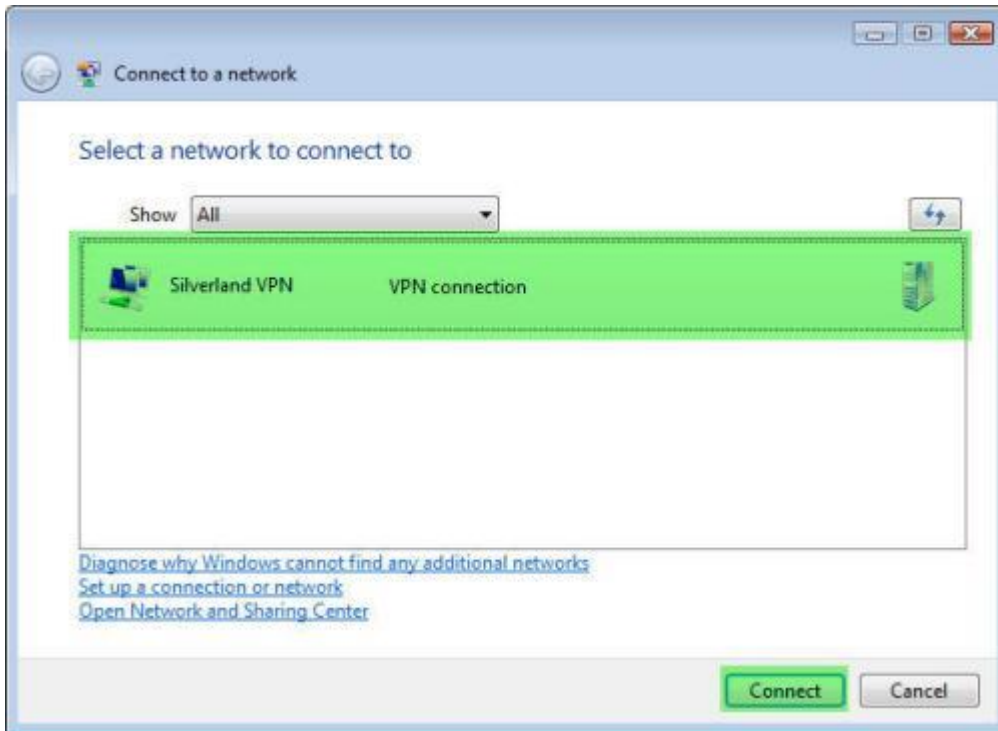 Connect to a network
Select a network to connect to
Show All
Silverland VPN VPN connection
Diagnose why Windows cannot find any additional networks
Set up a connection or network
Open Network and Sharing Center
Connect Cancel